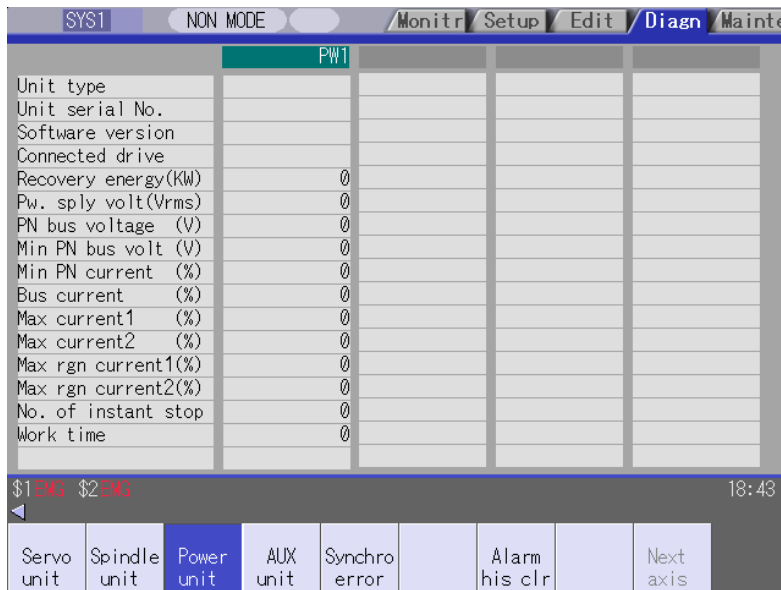 SYS1 NON MODE Monitr Setup Edit Diagn Mainte
PW1
Unit type
Unit serial No.
Software version
Connected drive
Recovery energy(KW) 0
Pw. sply volt(Vrms) 0
PN bus voltage (V) 0
Min PN bus volt (V) 0
Min PN current (%) 0
Bus current (%) 0
Max current1 (%) 0
Max current2 (%) 0
Max rgn current1(%) 0
Max rgn current2(%) 0
No. of instant stop 0
Work time 0
$1 EMG $2 EMG 18:43
Servo unit
Spindle unit
Power unit
AUX unit
Synchro error
Alarm his clr
Next axis